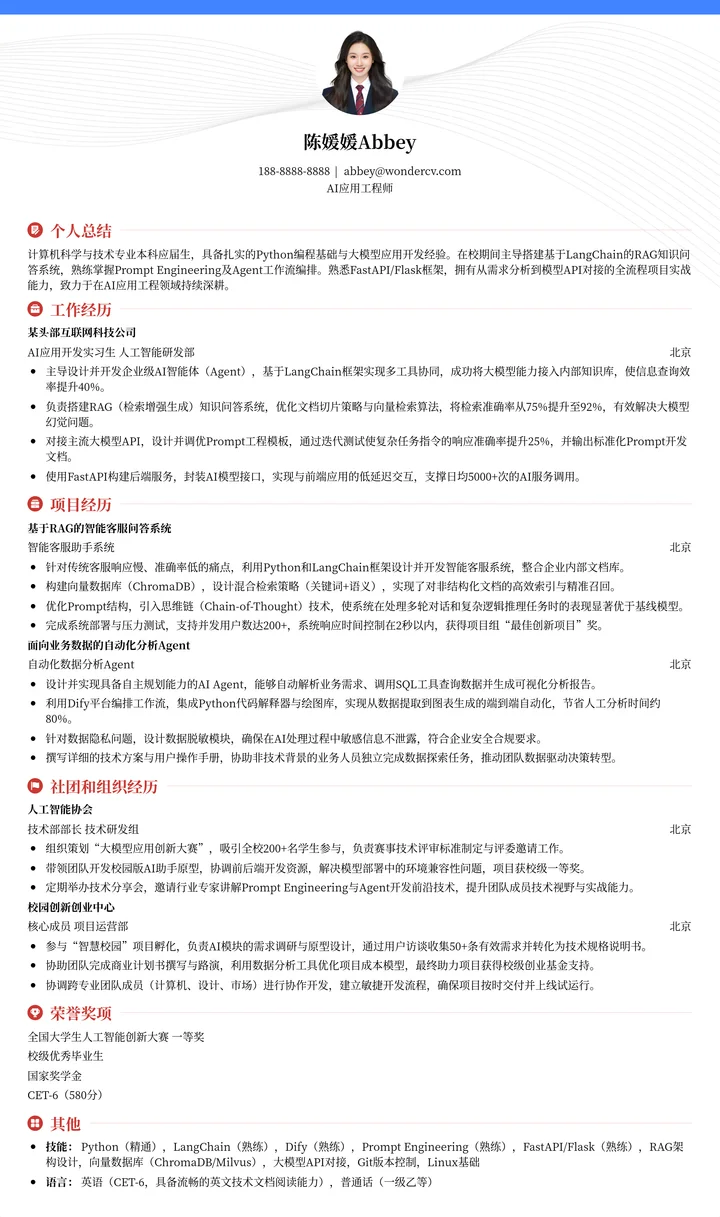 陈媛媛Abbey
188-8888-8888 | abbey@wondercv.com
AI应用工程师
个人总结
计算机科学与技术专业本科应届生，具备扎实的Python编程基础与大模型应用开发经验。在校期间主导搭建基于LangChain的RAG知识问
答系统，熟练掌握Prompt Engineering及Agent工作流编排。熟悉FastAPI/Flask框架，拥有从需求分析到模型API对接的全流程项目实战
能力，致力于在AI应用工程领域持续深耕。
工作经历
某头部互联网科技公司
AI应用开发实习生 人工智能研发部 北京
• 主导设计并开发企业级AI智能体（Agent），基于LangChain框架实现多工具协同，成功将大模型能力接入内部知识库，使信息查询效
率提升40%。
• 负责搭建RAG（检索增强生成）知识问答系统，优化文档切片策略与向量检索算法，将检索准确率从75%提升至92%，有效解决大模型
幻觉问题。
• 对接主流大模型API，设计并调优Prompt工程模板，通过迭代测试使复杂任务指令的响应准确率提升25%，并输出标准化Prompt开发
文档。
• 使用FastAPI构建后端服务，封装AI模型接口，实现与前端应用的低延迟交互，支撑日均5000+次的AI服务调用。
项目经历
基于RAG的智能客服问答系统
智能客服助手系统 北京
• 针对传统客服响应慢、准确率低的痛点，利用Python和LangChain框架设计并开发智能客服系统，整合企业内部文档库。
• 构建向量数据库（ChromaDB），设计混合检索策略（关键词+语义），实现了对非结构化文档的高效索引与精准召回。
• 优化Prompt结构，引入思维链（Chain-of-Thought）技术，使系统在处理多轮对话和复杂逻辑推理任务时的表现显著优于基线模型。
• 完成系统部署与压力测试，支持并发用户数达200+，系统响应时间控制在2秒以内，获得项目组“最佳创新项目”奖。
面向业务数据的自动化分析Agent
自动化数据分析Agent 北京
• 设计并实现具备自主规划能力的AI Agent，能够自动解析业务需求、调用SQL工具查询数据并生成可视化分析报告。
• 利用Dify平台编排工作流，集成Python代码解释器与绘图库，实现从数据提取到图表生成的端到端自动化，节省人工分析时间约
80%。
• 针对数据隐私问题，设计数据脱敏模块，确保在AI处理过程中敏感信息不泄露，符合企业安全合规要求。
• 撰写详细的技术方案与用户操作手册，协助非技术背景的业务人员独立完成数据探索任务，推动团队数据驱动决策转型。
社团和组织经历
人工智能协会
技术部部长 技术研发组 北京
• 组织策划“大模型应用创新大赛”，吸引全校200+名学生参与，负责赛事技术评审标准制定与评委邀请工作。
• 带领团队开发校园版AI助手原型，协调前后端开发资源，解决模型部署中的环境兼容性问题，项目获校级一等奖。
• 定期举办技术分享会，邀请行业专家讲解Prompt Engineering与Agent开发前沿技术，提升团队成员技术视野与实战能力。
校园创新创业中心
核心成员 项目运营部 北京
• 参与“智慧校园”项目孵化，负责AI模块的需求调研与原型设计，通过用户访谈收集50+条有效需求并转化为技术规格说明书。
• 协助团队完成商业计划书撰写与路演，利用数据分析工具优化项目成本模型，最终助力项目获得校级创业基金支持。
• 协调跨专业团队成员（计算机、设计、市场）进行协作开发，建立敏捷开发流程，确保项目按时交付并上线试运行。
荣誉奖项
全国大学生人工智能创新大赛 一等奖
校级优秀毕业生
国家奖学金
CET-6（580分）
其他
• 技能： Python（精通），LangChain（熟练），Dify（熟练），Prompt Engineering（熟练），FastAPI/Flask（熟练），RAG架
构设计，向量数据库（ChromaDB/Milvus），大模型API对接，Git版本控制，Linux基础
• 语言： 英语（CET-6，具备流畅的英文技术文档阅读能力），普通话（一级乙等）